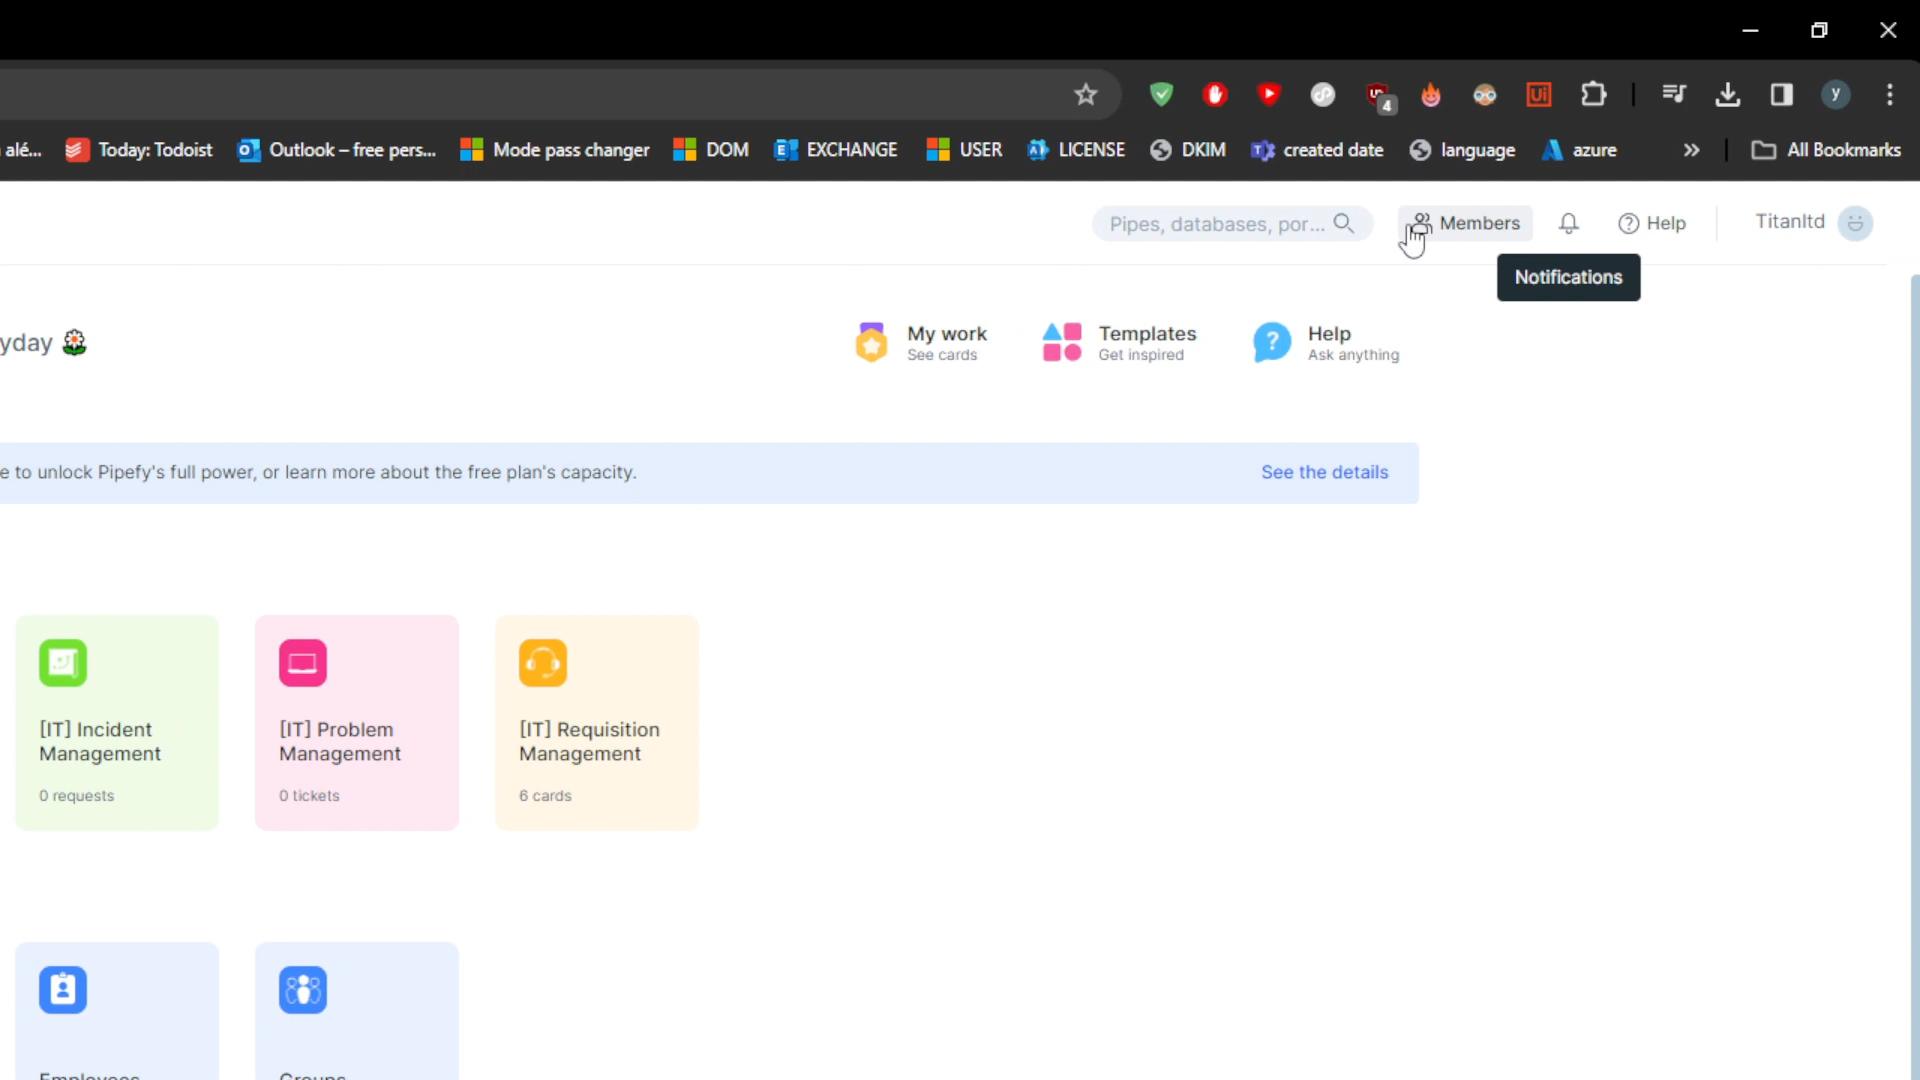 4
y
alé...
Today: Todoist
Outlook – free pers...
Mode pass changer
DOM
EXCHANGE
USER
LICENSE
DKIM
created date
language
azure
»
All Bookmarks
Pipes, databases, por...
Members
Help
Titanltd
Notifications
yday
My work
See cards
Templates
Get inspired
Help
Ask anything
e to unlock Pipefy's full power, or learn more about the free plan's capacity.
See the details
[IT] Incident
Management
0 requests
[IT] Problem
Management
0 tickets
[IT] Requisition
Management
6 cards
Employees
Groups